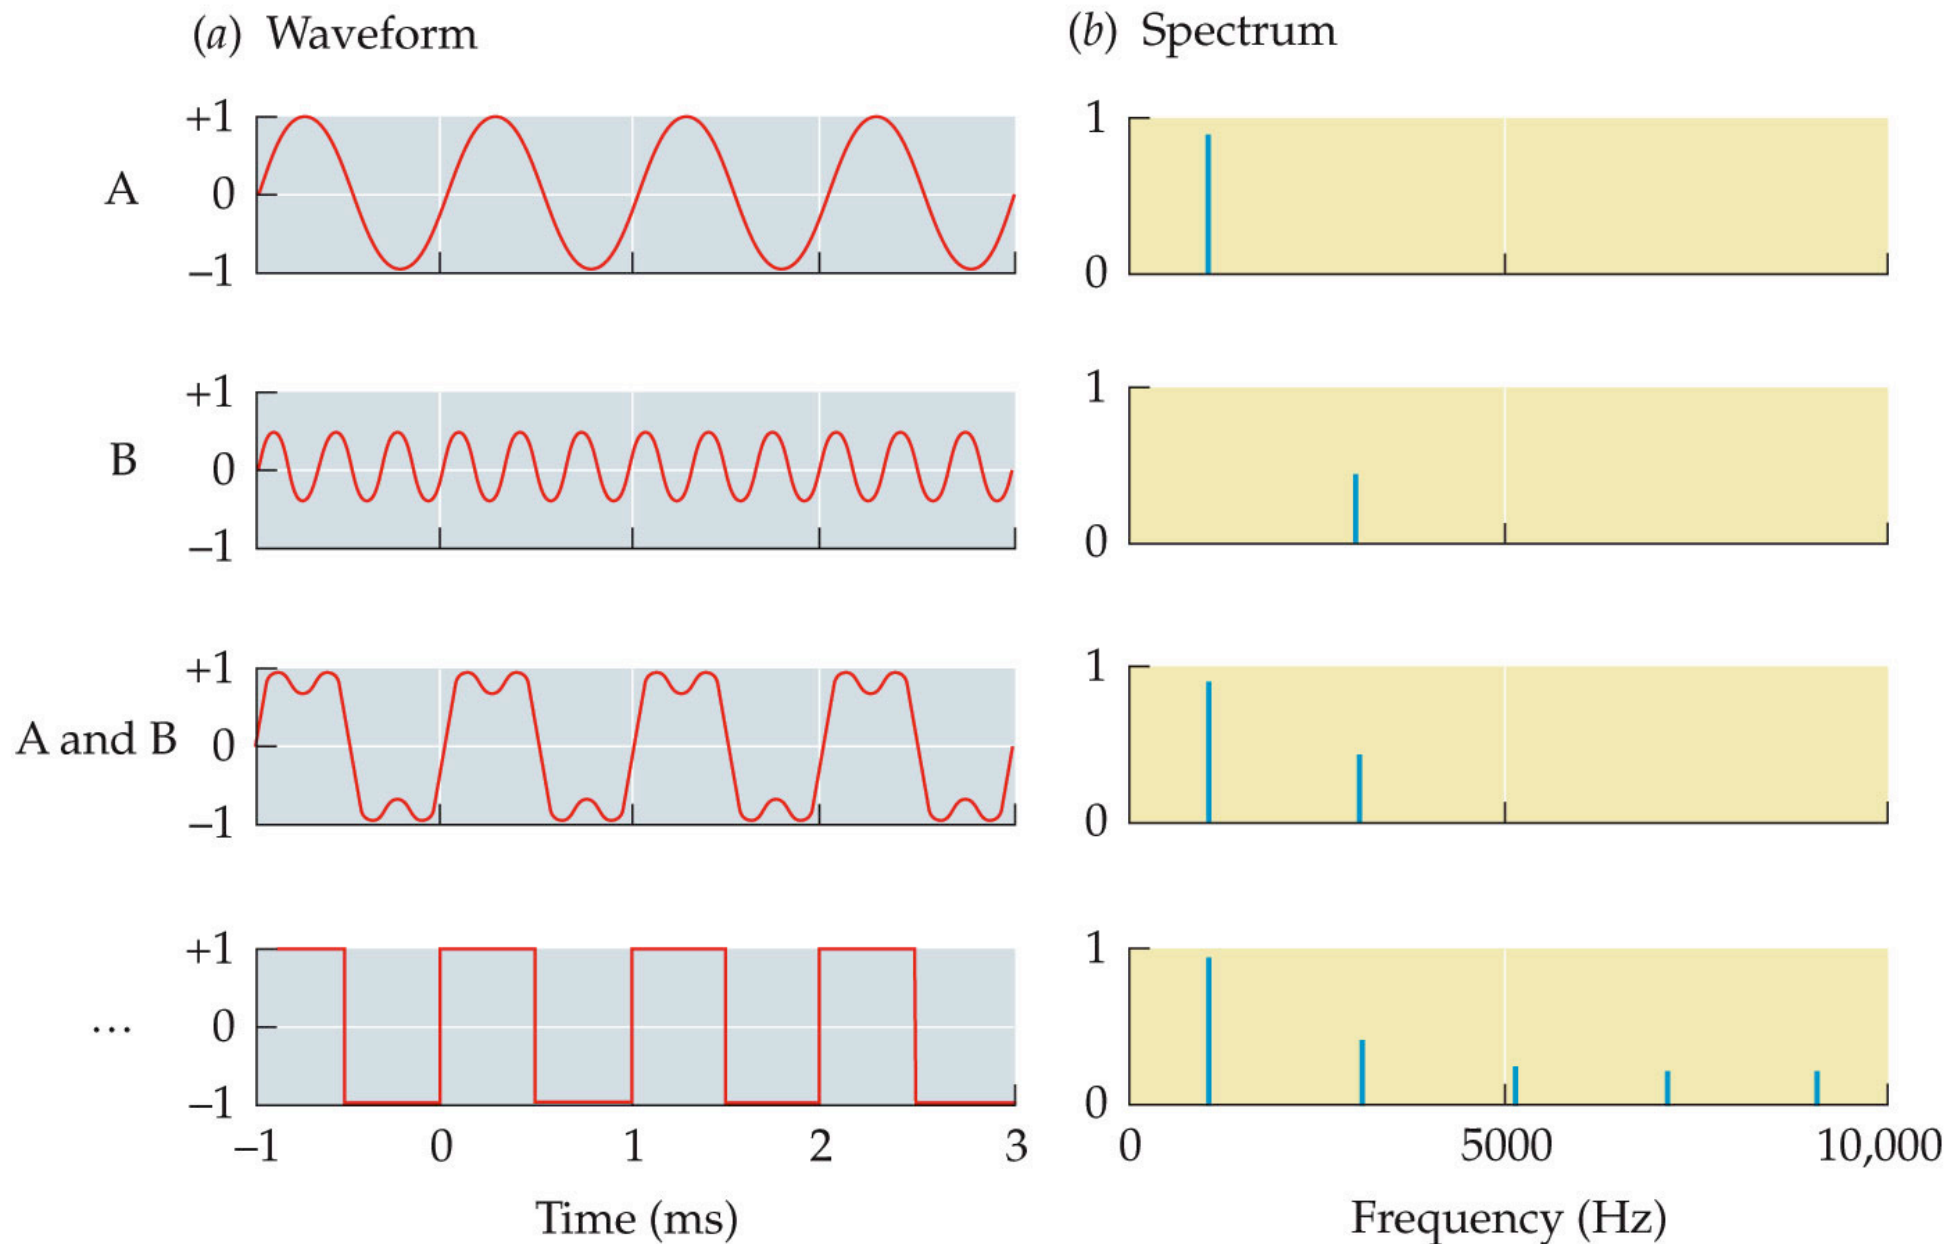 (a) Waveform
(b) Spectrum
A
+1
0
–1
1
0
B
+1
0
–1
1
0
A and B
+1
0
–1
1
0
...
+1
0
–1
1
0
–1 0 1 2 3
0 5000 10,000
Time (ms)
Frequency (Hz)